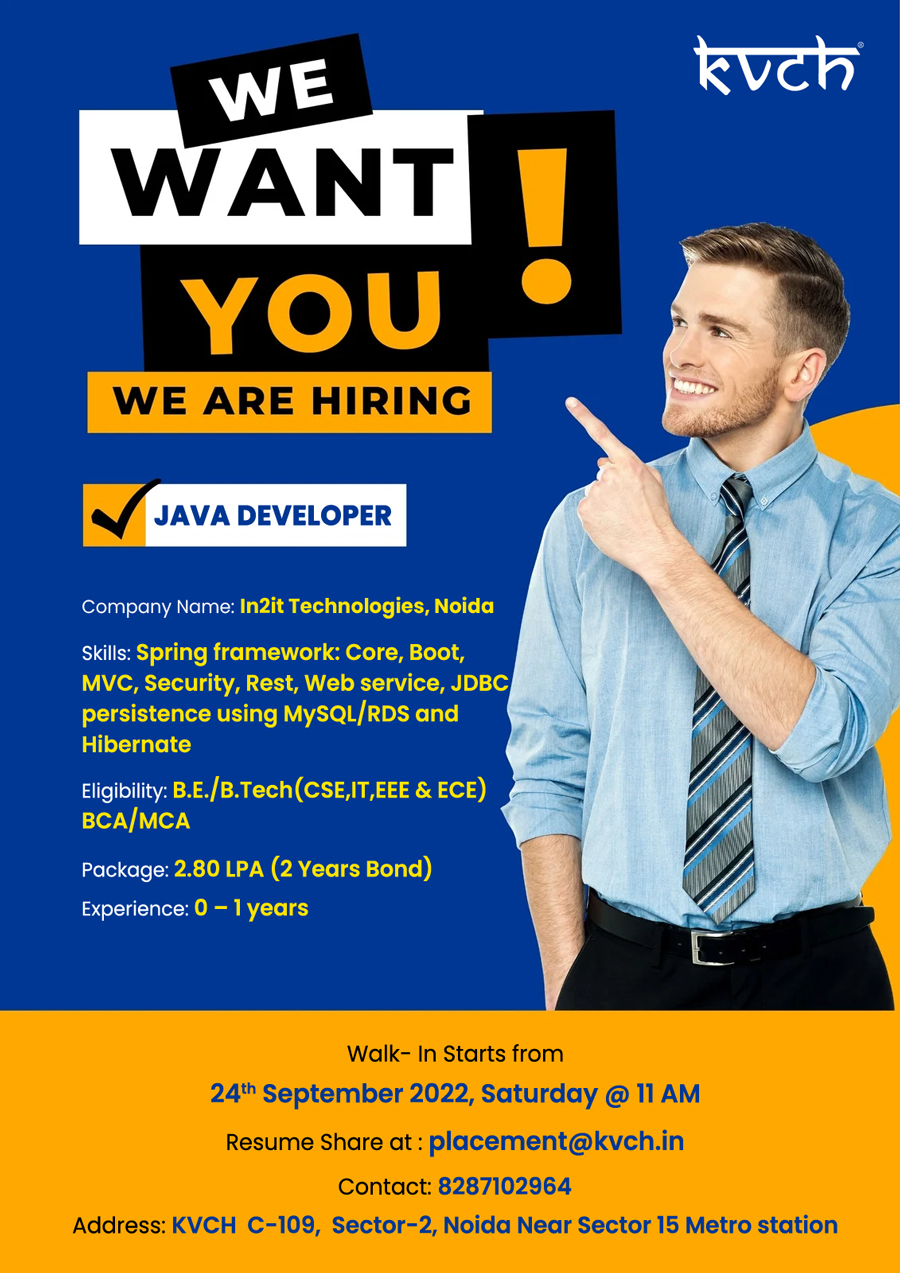 kvch®
WE
WANT
!
YOU
WE ARE HIRING
JAVA DEVELOPER
Company Name: In2it Technologies, Noida
Skills: Spring framework: Core, Boot,
MVC, Security, Rest, Web service, JDBC
persistence using MySQL/RDS and
Hibernate
Eligibility: B.E./B.Tech(CSE,IT,EEE & ECE)
BCA/MCA
Package: 2.80 LPA (2 Years Bond)
Experience: 0 – 1 years
Walk- In Starts from
24th September 2022, Saturday @ 11 AM
Resume Share at : placement@kvch.in
Contact: 8287102964
Address: KVCH C-109, Sector-2, Noida Near Sector 15 Metro station